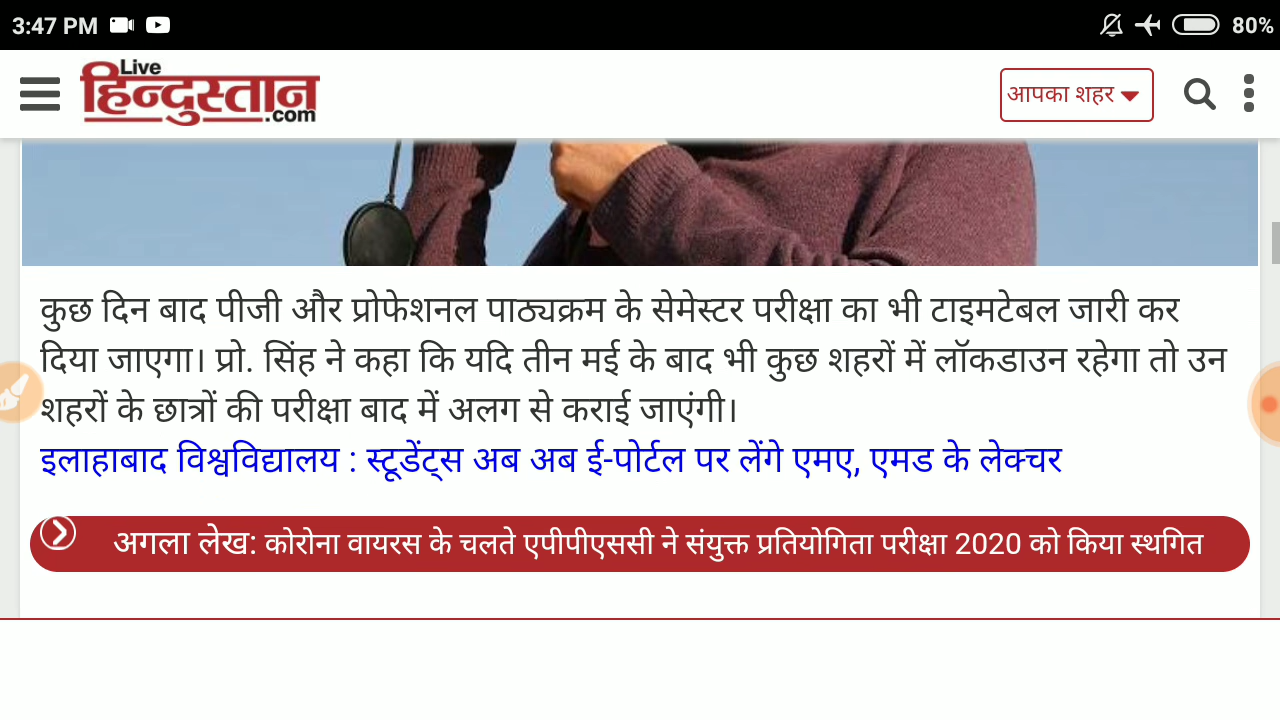 3:47 PM 80%
Live
हिन्दुस्तान
.com
आपका शहर
कुछ दिन बाद पीजी और प्रोफेशनल पाठ्यक्रम के सेमेस्टर परीक्षा का भी टाइमटेबल जारी कर
दिया जाएगा। प्रो. सिंह ने कहा कि यदि तीन मई के बाद भी कुछ शहरों में लॉकडाउन रहेगा तो उन
शहरों के छात्रों की परीक्षा बाद में अलग से कराई जाएंगी।
इलाहाबाद विश्वविद्यालय : स्टूडेंट्स अब अब ई-पोर्टल पर लेंगे एमए, एमड के लेक्चर
अगला लेख: कोरोना वायरस के चलते एपीपीएससी ने संयुक्त प्रतियोगिता परीक्षा 2020 को किया स्थगित